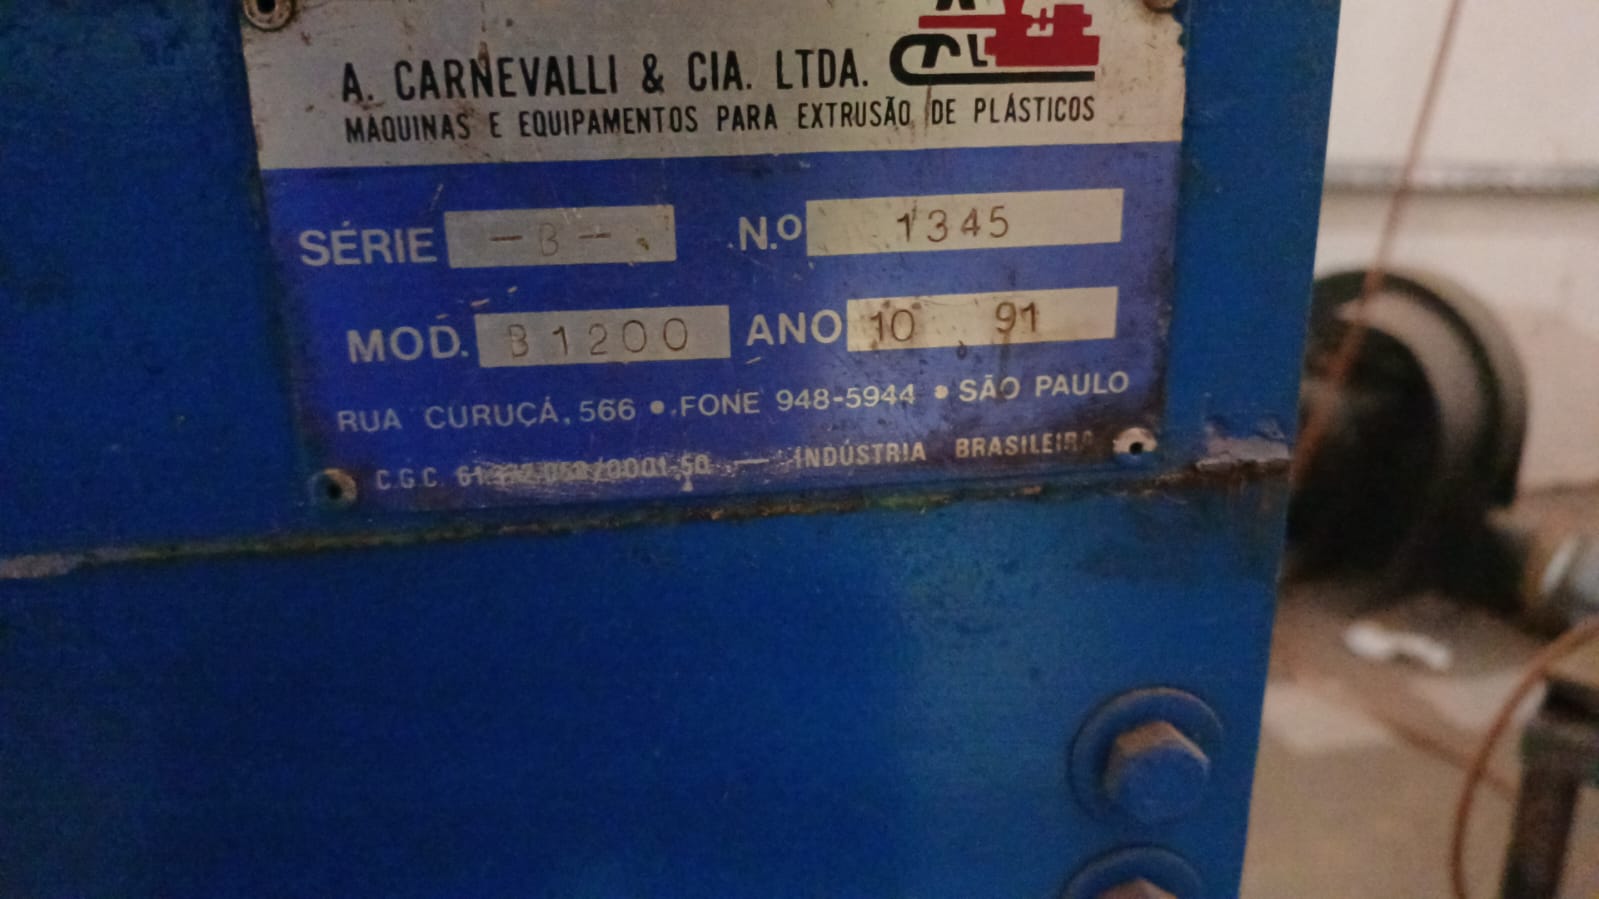 A. CARNEVALLI & CIA. LTDA.
MÁQUINAS E EQUIPAMENTOS PARA EXTRUSÃO DE PLÁSTICOS
SÉRIE - B - N.º 1345
MOD. B1200 ANO 10 91
RUA CURUÇÁ, 566 • FONE 948-5944 • SÃO PAULO
C.G.C. — INDÚSTRIA BRASILEIRA